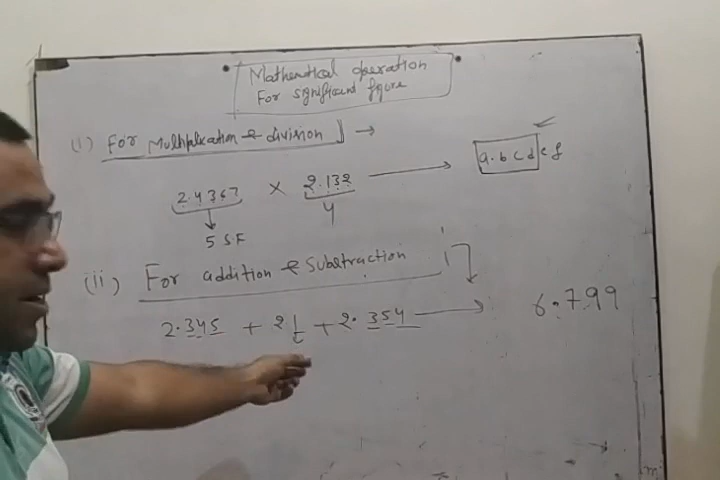 Mathematical operation
For significant figure
(i) For Multiplication & division →
2.4367 × 2.132 → a.bcdef
5 S.F 4
(ii) For addition & Substraction
2.345 + 2.1 + 2.354 → 6.799